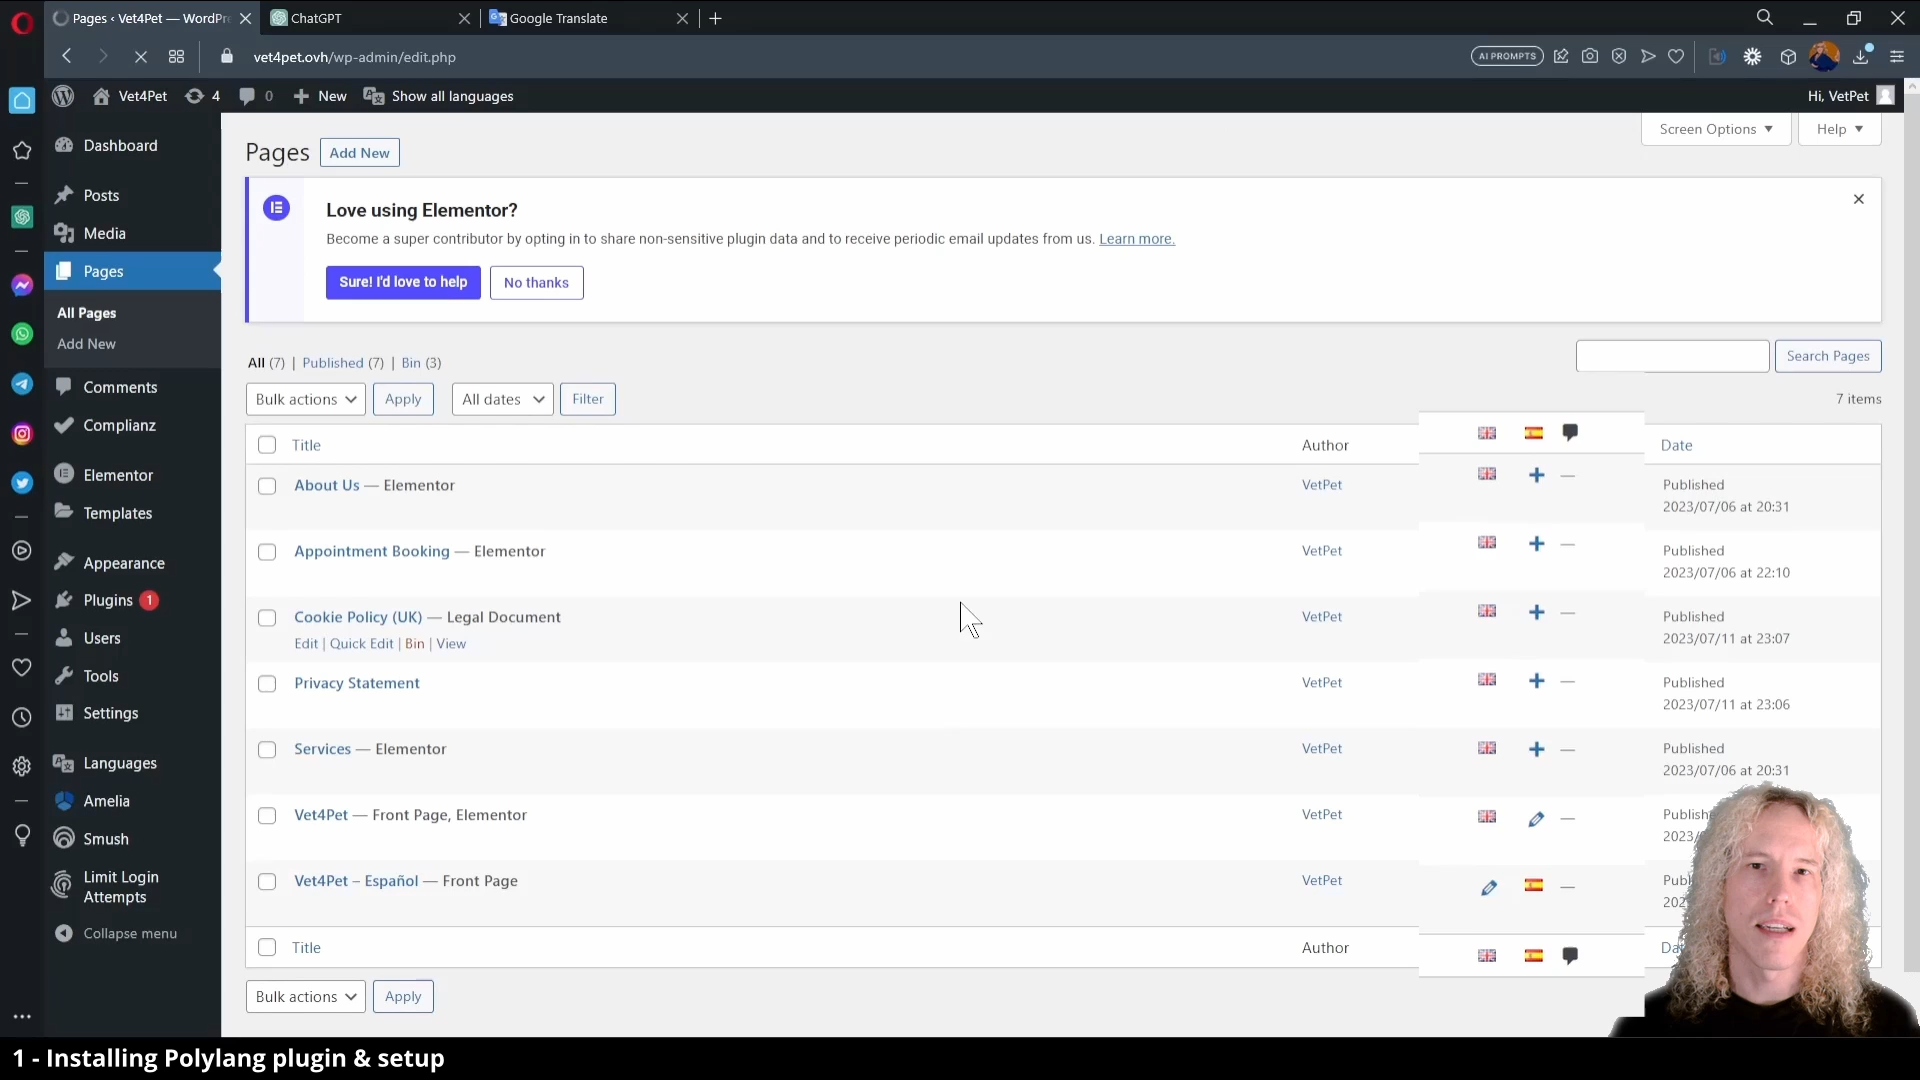 Pages ‹ Vet4Pet — WordPre
ChatGPT
Google Translate
vet4pet.ovh/wp-admin/edit.php
AI PROMPTS
Vet4Pet
4
0
New
Show all languages
Hi, VetPet
Dashboard
Posts
Media
Pages
All Pages
Add New
Comments
Complianz
Elementor
Templates
Appearance
Plugins 1
Users
Tools
Settings
Languages
Amelia
Smush
Limit Login
Attempts
Collapse menu
Screen Options
Help
Pages
Add New
Love using Elementor?
Become a super contributor by opting in to share non-sensitive plugin data and to receive periodic email updates from us. Learn more.
Sure! I'd love to help
No thanks
All (7) | Published (7) | Bin (3)
Search Pages
Bulk actions
Apply
All dates
Filter
7 items
Title
Author
Date
About Us — Elementor
VetPet
Published
2023/07/06 at 20:31
Appointment Booking — Elementor
VetPet
Published
2023/07/06 at 22:10
Cookie Policy (UK) — Legal Document
Edit | Quick Edit | Bin | View
VetPet
Published
2023/07/11 at 23:07
Privacy Statement
VetPet
Published
2023/07/11 at 23:06
Services — Elementor
VetPet
Published
2023/07/06 at 20:31
Vet4Pet — Front Page, Elementor
VetPet
Publish
2023/
Vet4Pet – Español — Front Page
VetPet
Publ
202
Title
Author
Da
Bulk actions
Apply
1 - Installing Polylang plugin & setup